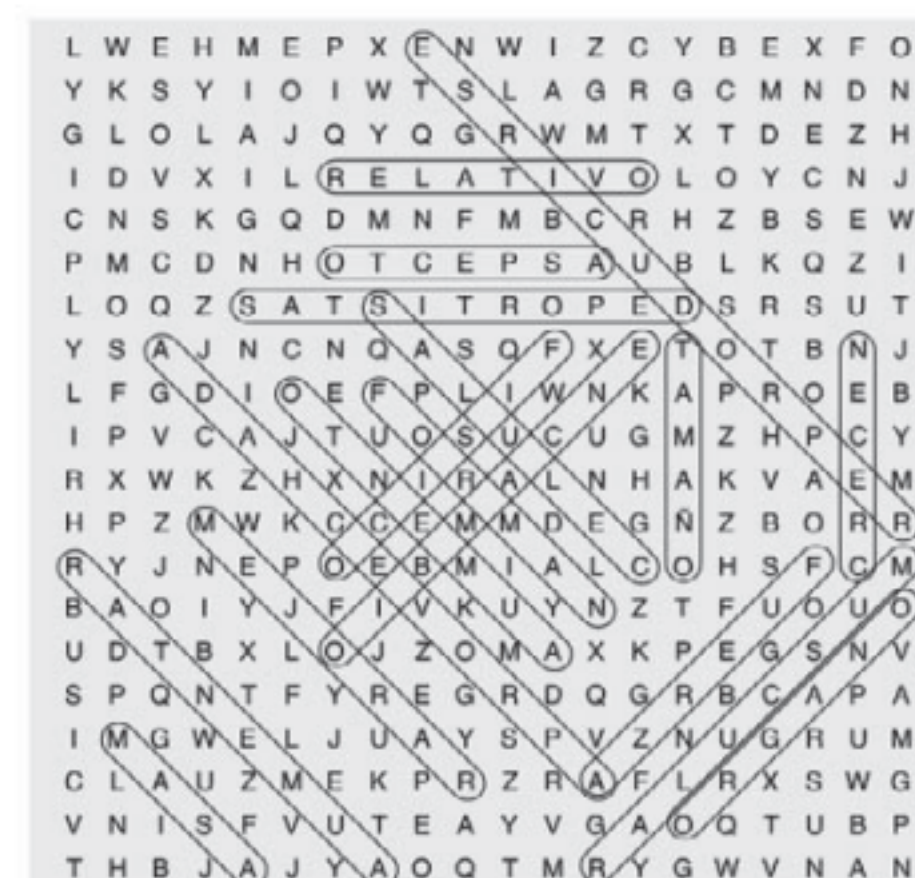 L W E H M E P X E N W I Z C Y B E X F O
Y K S Y I O I W T S L A G R G C M N D N
G L O L A J Q Y Q G R W M T X T D E Z H
I D V X I L R E L A T I V O L O Y C N J
C N S K G Q D M N F M B C R H Z B S E W
P M C D N H O T C E P S A U B L K Q Z I
L O Q Z S A T S I T R O P E D S R S U T
Y S A J N C N Q A S Q F X E T O T B N J
L F G D I O E F P L I W N K A P R O E B
I P V C A J T U O S U C U G M Z H P C Y
R X W K Z H X N I R A L N H A K V A E M
H P Z M W K C C E M M D E G Ñ Z B O R R
R Y J N E P O E B M I A L C O H S F C M
B A O I Y J F I V K U Y N Z T F U O U O
U D T B X L O J Z O M A X K P E G S N V
S P Q N T F Y R E G R D Q G R B C A P A
I M G W E L J U A Y S P V Z N U G R U M
C L A U Z M E K P R Z R A F L R X S W G
V N I S F V U T E A Y V G A O Q T U B P
T H B J A J Y A O Q T M R Y G W V N A N